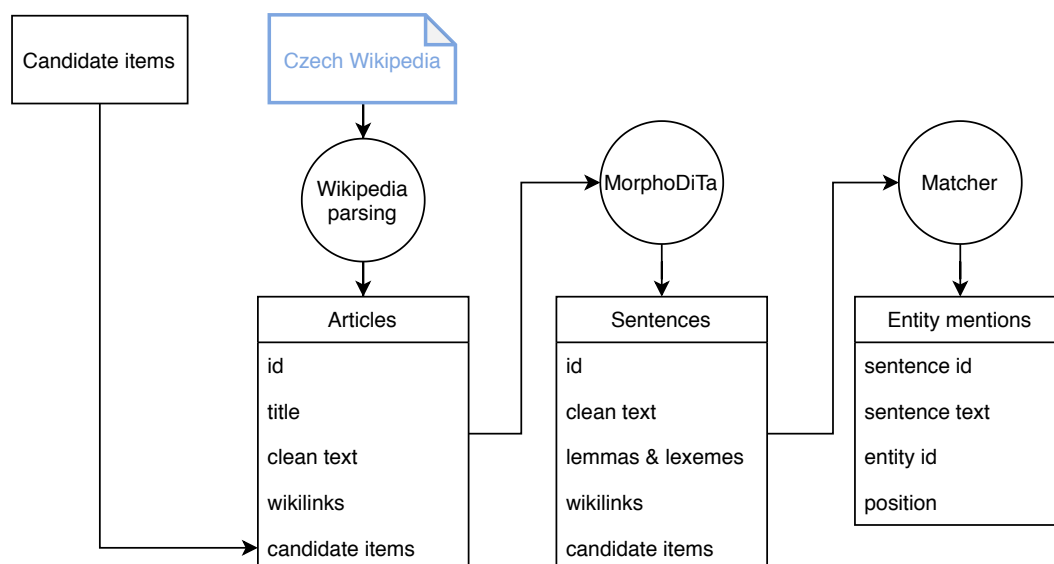 Candidate items
Czech Wikipedia
Wikipedia
parsing
MorphoDiTa
Matcher
Articles
id
title
clean text
wikilinks
candidate items
Sentences
id
clean text
lemmas & lexemes
wikilinks
candidate items
Entity mentions
sentence id
sentence text
entity id
position